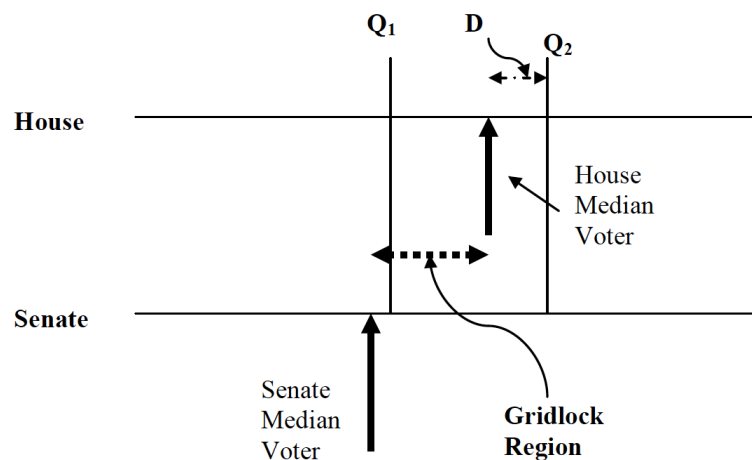 Q1 D Q2
House
House
Median
Voter
Senate
Senate
Median
Voter
Gridlock
Region